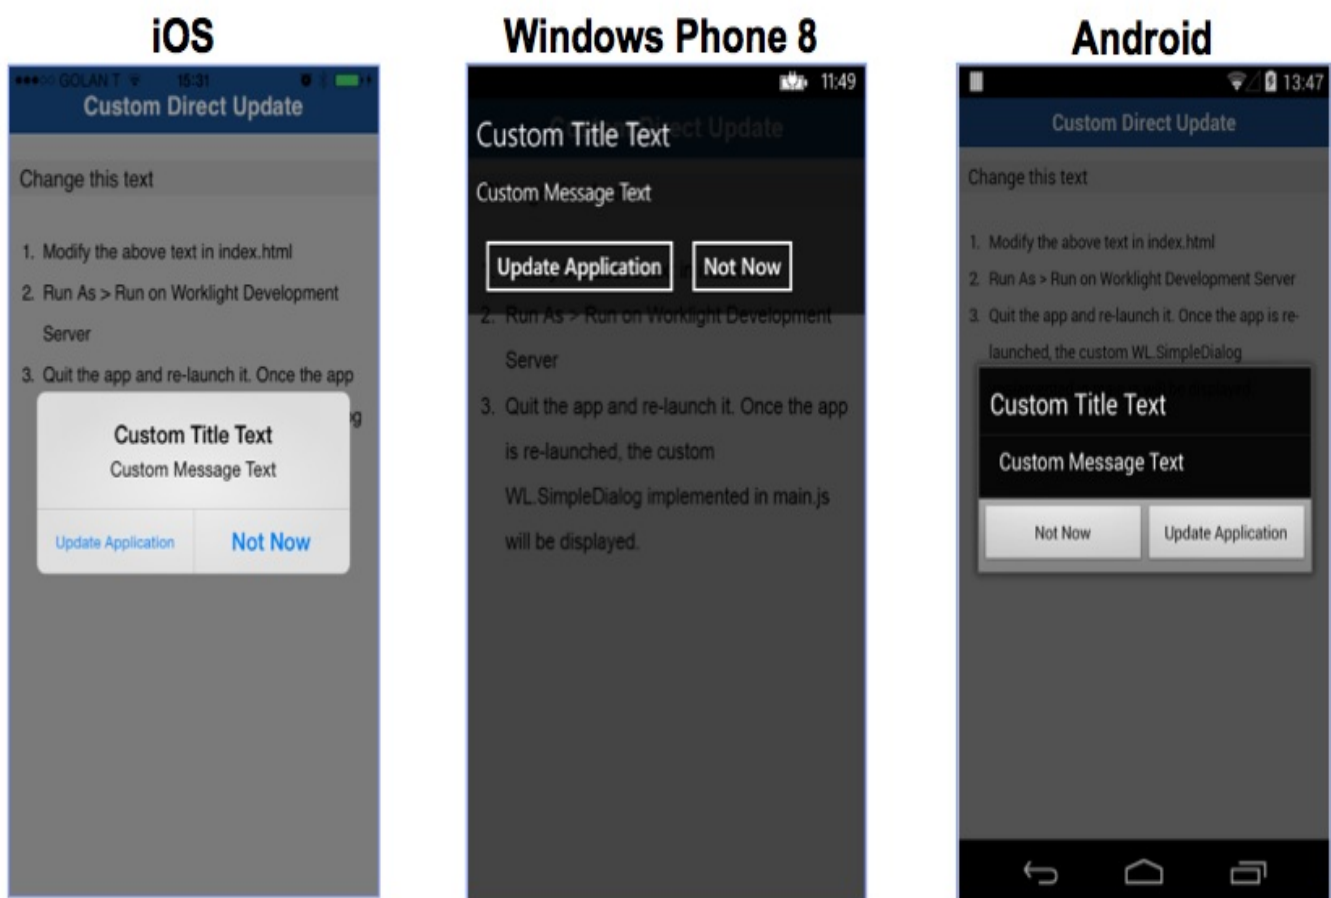 iOS
GOLAN T 15:31
Custom Direct Update
Change this text
1. Modify the above text in index.html
2. Run As > Run on Worklight Development
Server
3. Quit the app and re-launch it. Once the app
Custom Title Text
Custom Message Text
Update Application Not Now
Windows Phone 8
11:49
Custom Title Text
Custom Message Text
Update Application Not Now
2. Run As > Run on Worklight Development
Server
3. Quit the app and re-launch it. Once the app
is re-launched, the custom
WL.SimpleDialog implemented in main.js
will be displayed.
Android
13:47
Custom Direct Update
Change this text
1. Modify the above text in index.html
2. Run As > Run on Worklight Development Server
3. Quit the app and re-launch it. Once the app is re-
launched, the custom WL.SimpleDialog
Custom Title Text
Custom Message Text
Not Now Update Application